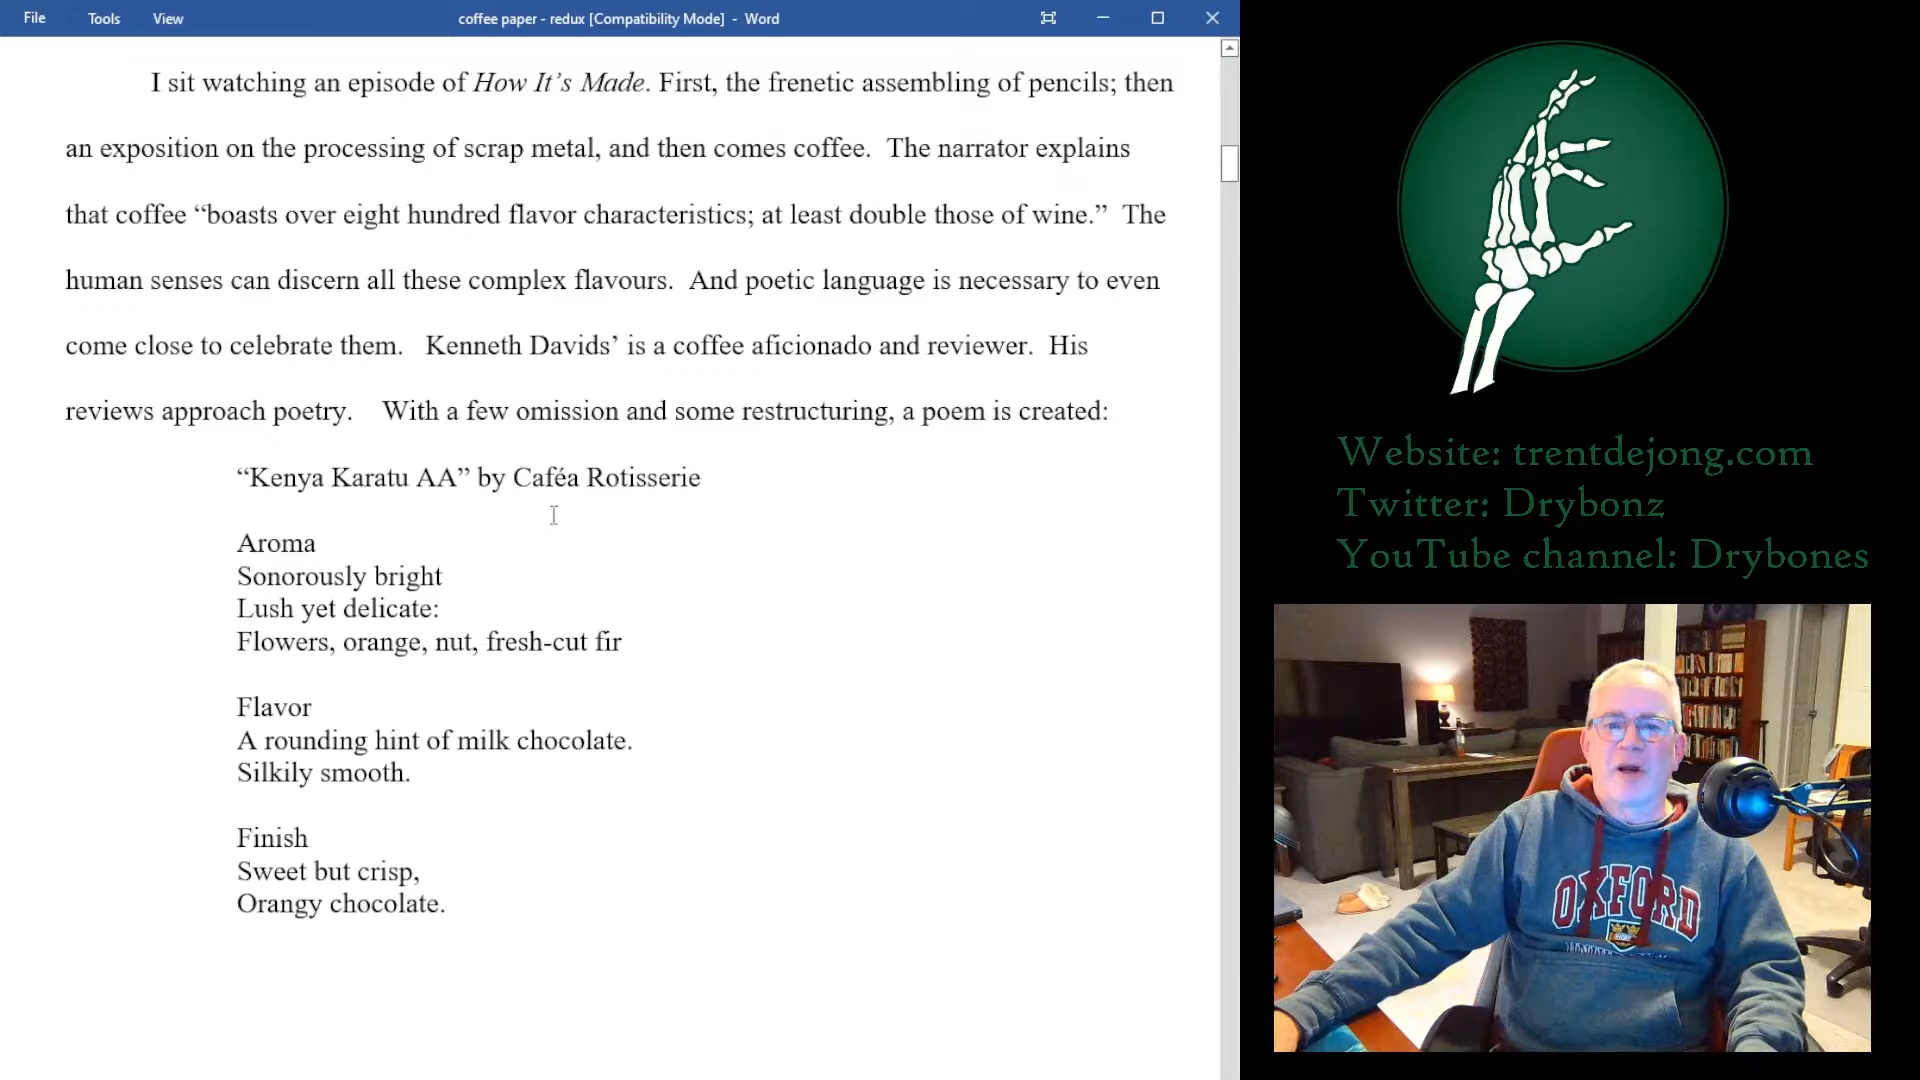 File Tools View coffee paper - redux [Compatibility Mode] - Word
I sit watching an episode of How It’s Made. First, the frenetic assembling of pencils; then
an exposition on the processing of scrap metal, and then comes coffee. The narrator explains
that coffee “boasts over eight hundred flavor characteristics; at least double those of wine.” The
human senses can discern all these complex flavours. And poetic language is necessary to even
come close to celebrate them. Kenneth Davids’ is a coffee aficionado and reviewer. His
reviews approach poetry. With a few omission and some restructuring, a poem is created:
“Kenya Karatu AA” by Caféa Rotisserie
Aroma
Sonorously bright
Lush yet delicate:
Flowers, orange, nut, fresh-cut fir
Flavor
A rounding hint of milk chocolate.
Silkily smooth.
Finish
Sweet but crisp,
Orangy chocolate.
Website: trentdejong.com
Twitter: Drybonz
YouTube channel: Drybones
OXFORD